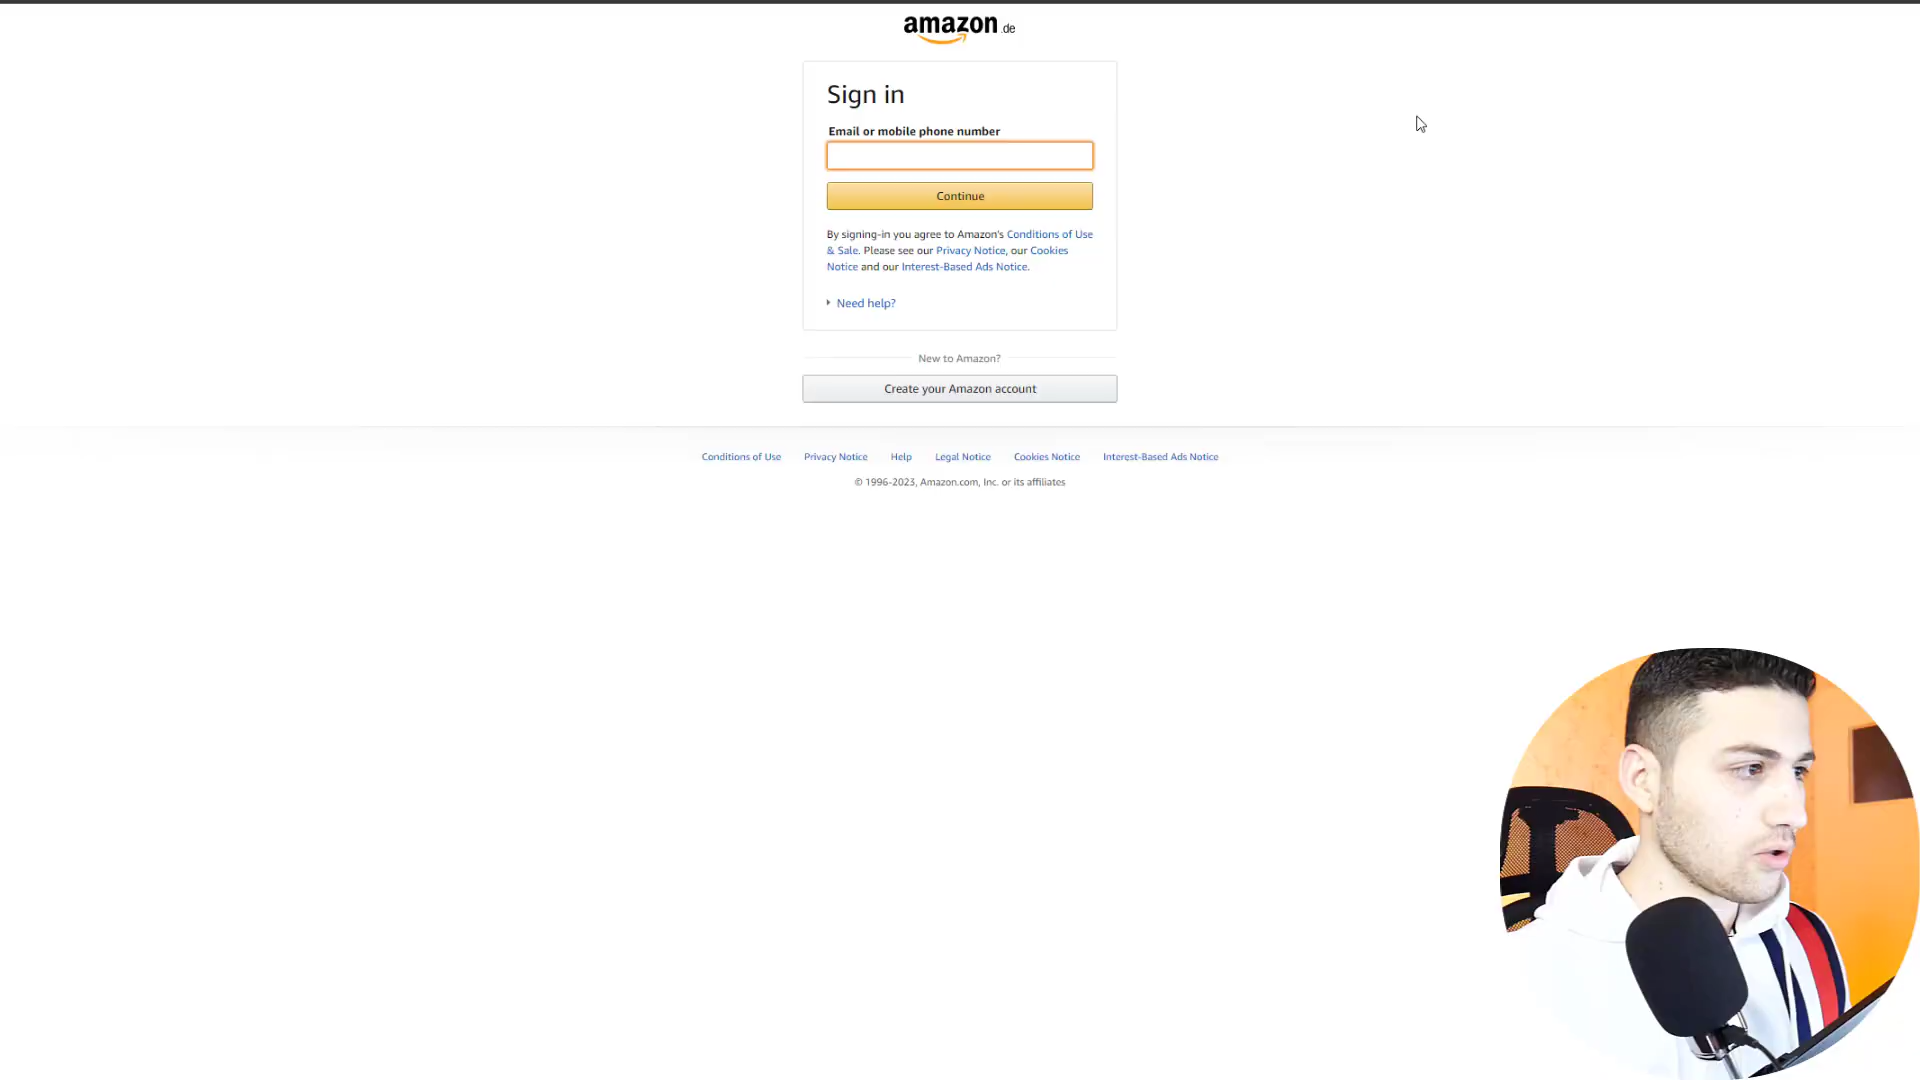 amazon.de
Sign in
Email or mobile phone number
Continue
By signing-in you agree to Amazon's Conditions of Use
& Sale. Please see our Privacy Notice, our Cookies
Notice and our Interest-Based Ads Notice.
Need help?
New to Amazon?
Create your Amazon account
Conditions of Use Privacy Notice Help Legal Notice Cookies Notice Interest-Based Ads Notice
© 1996-2023, Amazon.com, Inc. or its affiliates